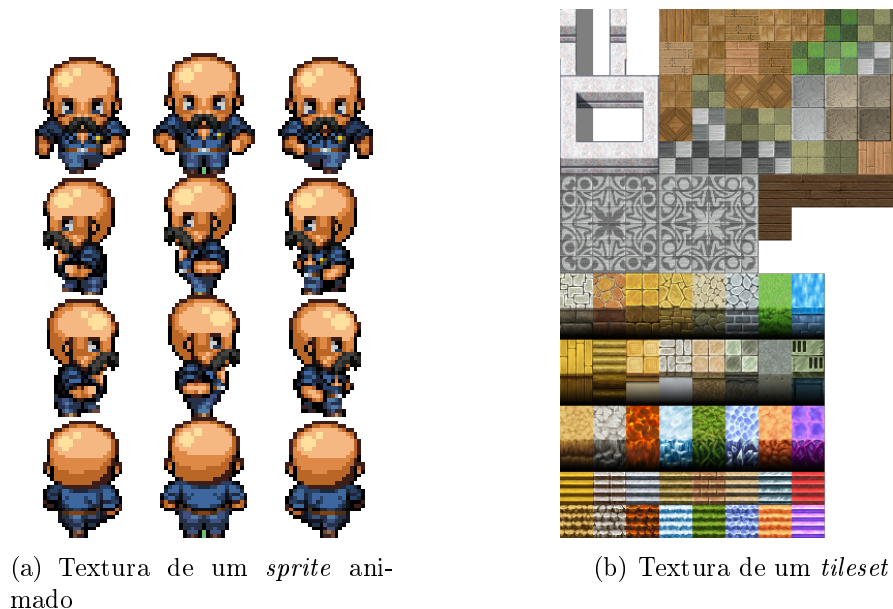 (a) Textura de um sprite ani-
mado
(b) Textura de um tileset